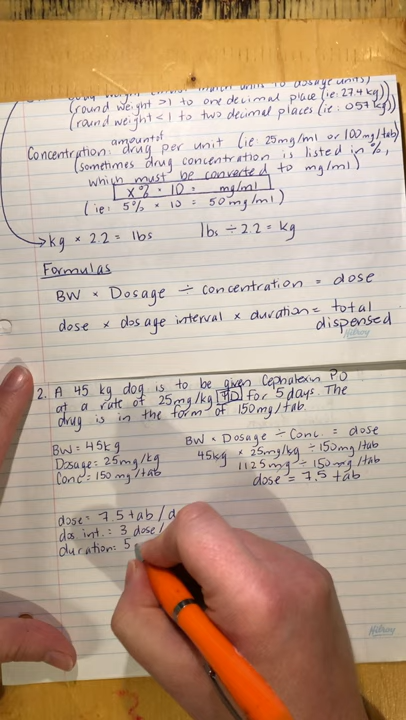 (round weight >1 to one decimal place (ie: 27.4 kg))
(round weight <1 to two decimal places (ie: 0.57 kg))
amount of
Concentration: drug per unit (ie: 25mg/ml or 100mg/tab)
(sometimes drug concentration is listed in %,
which must be converted to mg/ml)
X% × 10 = mg/ml
(ie: 5% × 10 = 50mg/ml)
kg × 2.2 = lbs lbs ÷ 2.2 = kg
Formulas
BW × Dosage ÷ concentration = dose
dose × dosage interval × duration = total
dispensed
Hilroy
2. A 45 kg dog is to be given Cephalexin PO
at a rate of 25mg/kg TID for 5 days. The
drug is in the form of 150mg/tab.
BW = 45kg
Dosage = 25mg/kg
Conc = 150mg/tab
BW × Dosage ÷ Conc. = dose
45kg × 25mg/kg ÷ 150mg/tab
1125mg ÷ 150mg/tab
dose = 7.5 tab
dose = 7.5 tab/d
dos int.: 3 dose/
duration: 5
Hilroy